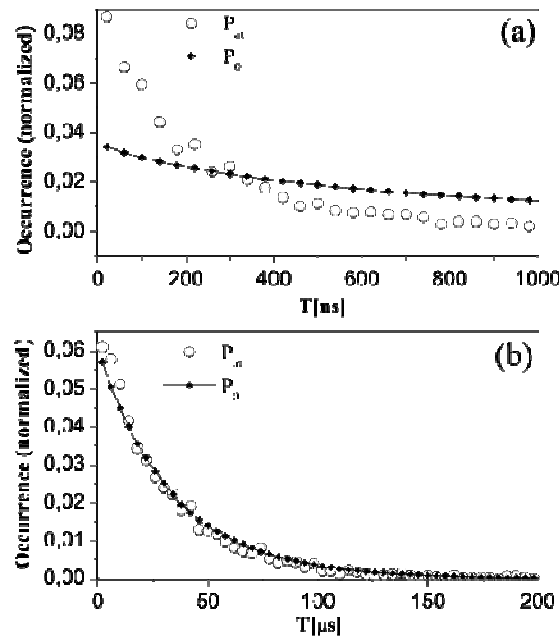 (a)
P
P
Occurrence (normalized)
0,08
0,06
0,04
0,02
0,00
0 200 400 600 800 1000
T[ns]
(b)
P
P
Occurrence (normalized)
0,06
0,05
0,04
0,03
0,02
0,01
0,00
0 50 100 150 200
T[µs]